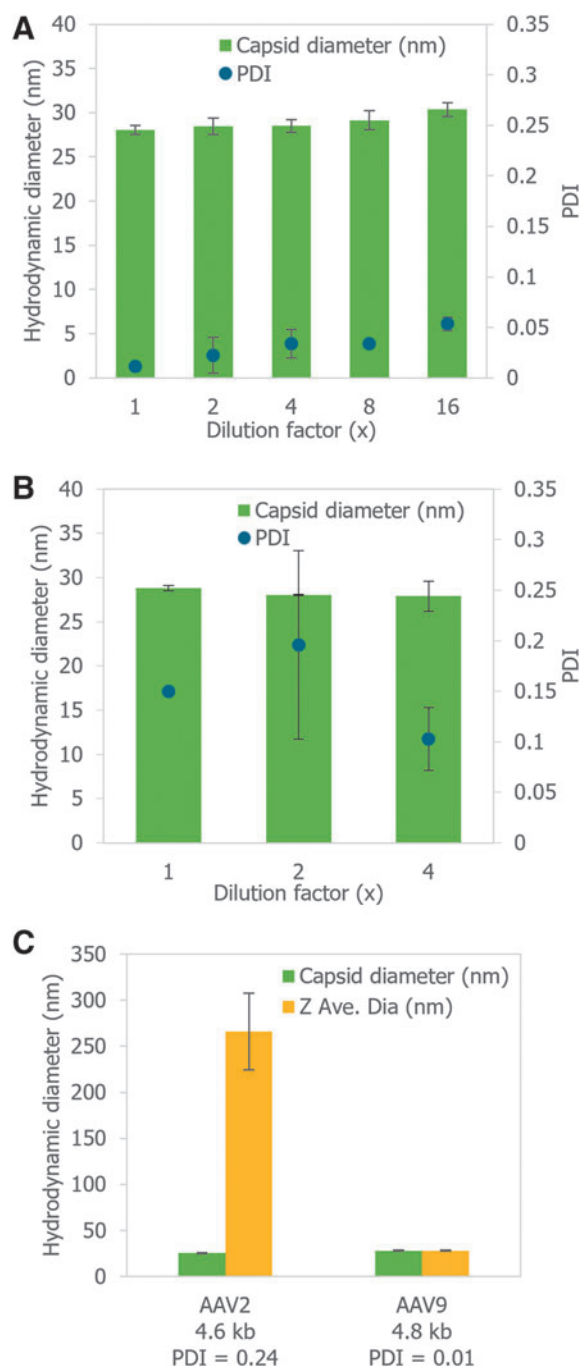 A
Capsid diameter (nm)
PDI
Hydrodynamic diameter (nm)
40
35
30
25
20
15
10
5
0
0.35
0.3
0.25
0.2
0.15
0.1
0.05
0
PDI
1 2 4 8 16
Dilution factor (x)
B
Capsid diameter (nm)
PDI
Hydrodynamic diameter (nm)
40
35
30
25
20
15
10
5
0
0.35
0.3
0.25
0.2
0.15
0.1
0.05
0
PDI
1 2 4
Dilution factor (x)
C
Capsid diameter (nm)
Z Ave. Dia (nm)
Hydrodynamic diameter (nm)
350
300
250
200
150
100
50
0
AAV2 AAV9
4.6 kb 4.8 kb
PDI = 0.24 PDI = 0.01